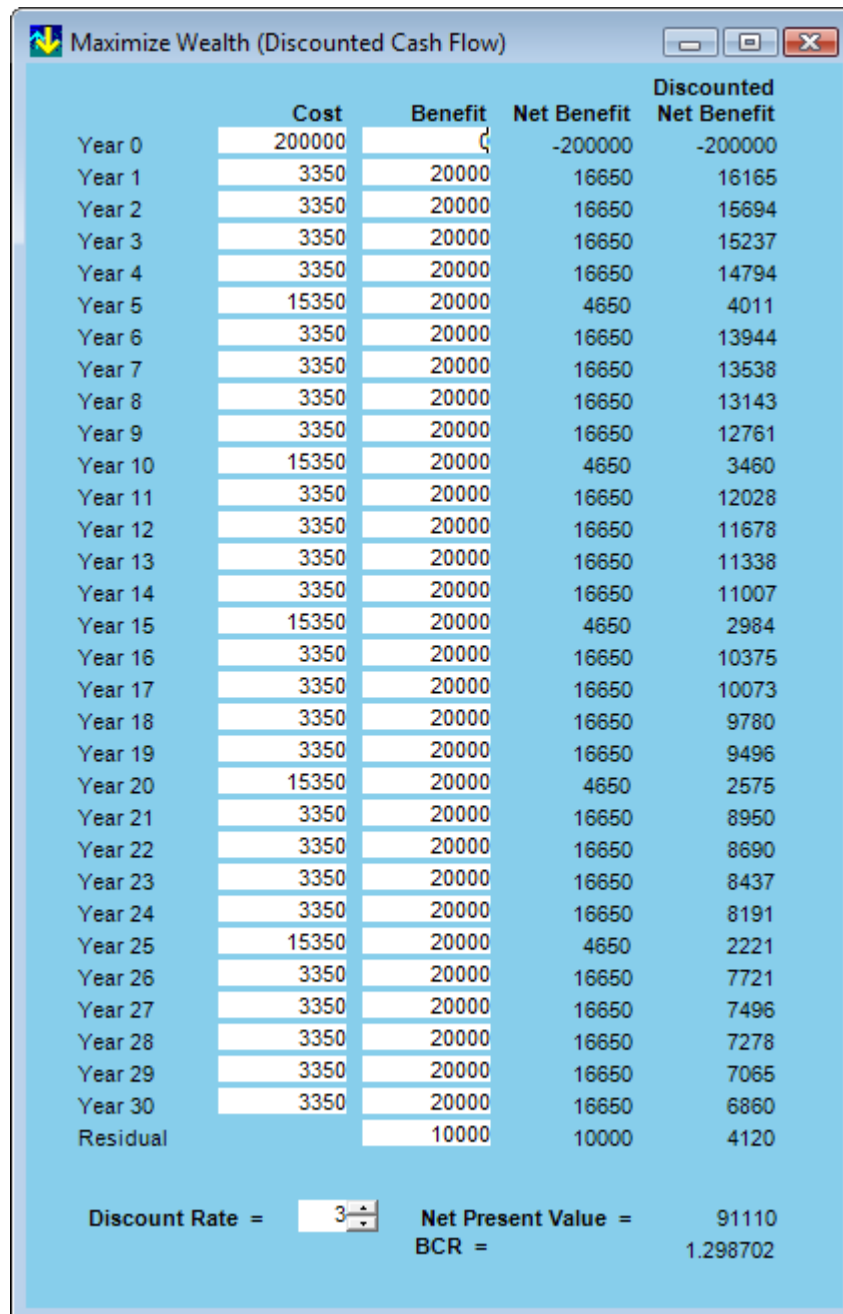 Maximize Wealth (Discounted Cash Flow)
Discounted
Cost Benefit Net Benefit Net Benefit
Year 0 200000 0 -200000 -200000
Year 1 3350 20000 16650 16165
Year 2 3350 20000 16650 15694
Year 3 3350 20000 16650 15237
Year 4 3350 20000 16650 14794
Year 5 15350 20000 4650 4011
Year 6 3350 20000 16650 13944
Year 7 3350 20000 16650 13538
Year 8 3350 20000 16650 13143
Year 9 3350 20000 16650 12761
Year 10 15350 20000 4650 3460
Year 11 3350 20000 16650 12028
Year 12 3350 20000 16650 11678
Year 13 3350 20000 16650 11338
Year 14 3350 20000 16650 11007
Year 15 15350 20000 4650 2984
Year 16 3350 20000 16650 10375
Year 17 3350 20000 16650 10073
Year 18 3350 20000 16650 9780
Year 19 3350 20000 16650 9496
Year 20 15350 20000 4650 2575
Year 21 3350 20000 16650 8950
Year 22 3350 20000 16650 8690
Year 23 3350 20000 16650 8437
Year 24 3350 20000 16650 8191
Year 25 15350 20000 4650 2221
Year 26 3350 20000 16650 7721
Year 27 3350 20000 16650 7496
Year 28 3350 20000 16650 7278
Year 29 3350 20000 16650 7065
Year 30 3350 20000 16650 6860
Residual 10000 10000 4120
Discount Rate = 3 Net Present Value = 91110
BCR = 1.298702